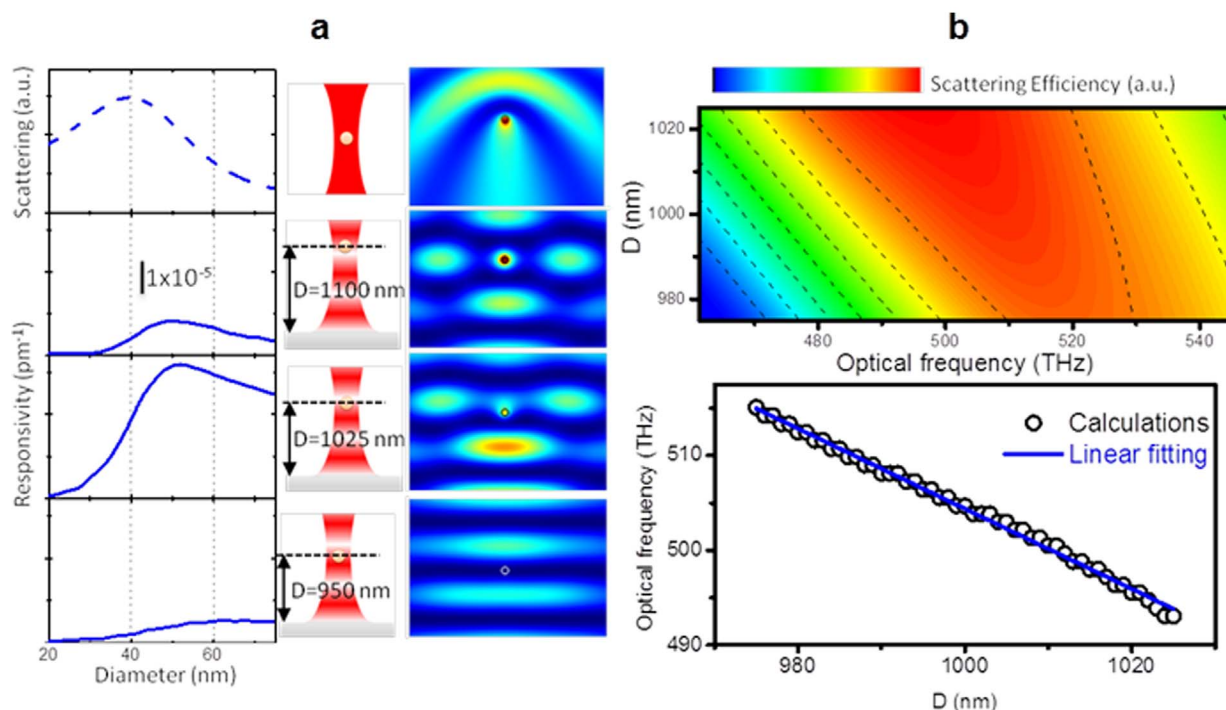 a
Scattering (a.u.)
Responsivity (pm⁻¹)
1x10⁻⁵
D=1100 nm
D=1025 nm
D=950 nm
20 40 60
Diameter (nm)
b
Scattering Efficiency (a.u.)
D (nm)
1020
1000
980
480 500 520 540
Optical frequency (THz)
Optical frequency (THz)
510
500
490
Calculations
Linear fitting
980 1000 1020
D (nm)